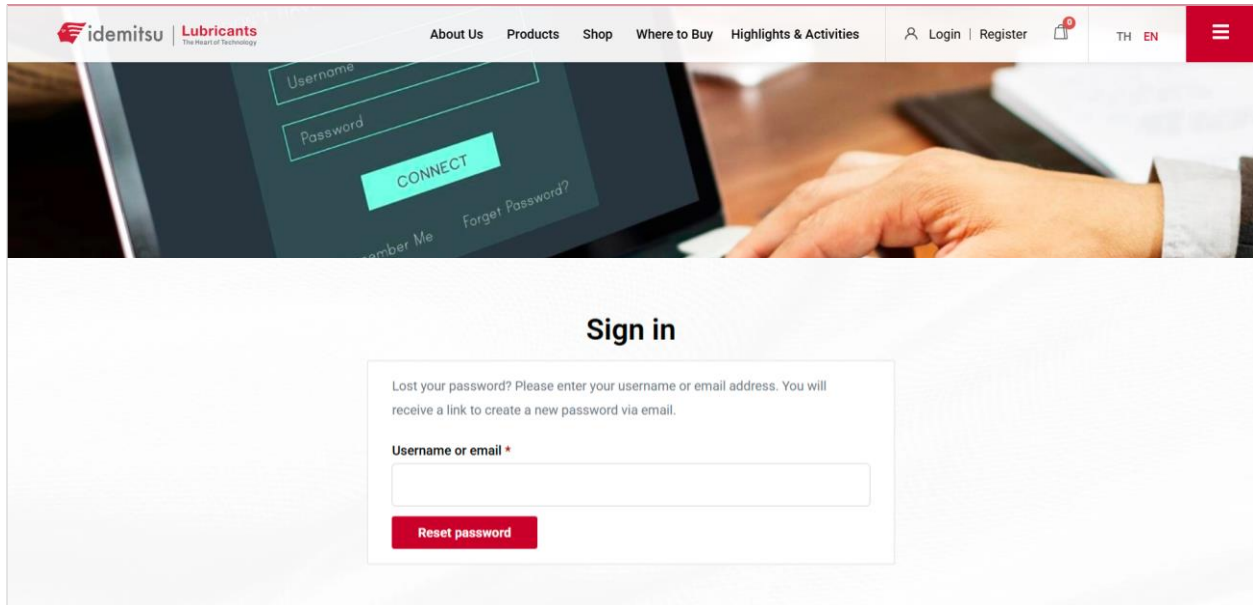 idemitsu | Lubricants
The Heart of Technology
About Us Products Shop Where to Buy Highlights & Activities Login | Register 0 TH EN
Username
Password
CONNECT
Forget Password?
ember Me
Sign in
Lost your password? Please enter your username or email address. You will
receive a link to create a new password via email.
Username or email *
Reset password